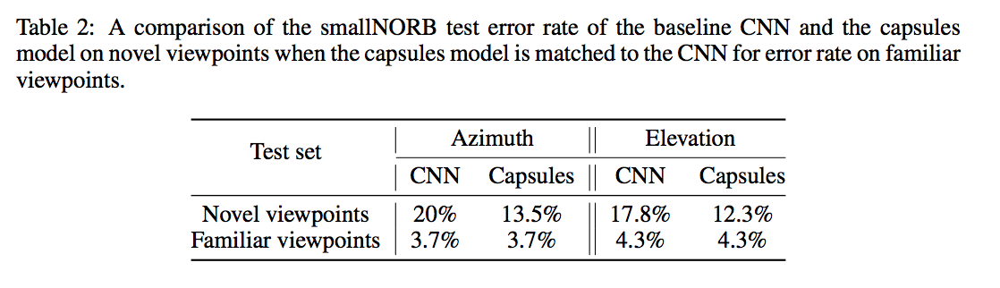 Table 2: A comparison of the smallNORB test error rate of the baseline CNN and the capsules
model on novel viewpoints when the capsules model is matched to the CNN for error rate on familiar
viewpoints.
Test set
Azimuth
Elevation
CNN Capsules CNN Capsules
Novel viewpoints 20% 13.5% 17.8% 12.3%
Familiar viewpoints 3.7% 3.7% 4.3% 4.3%